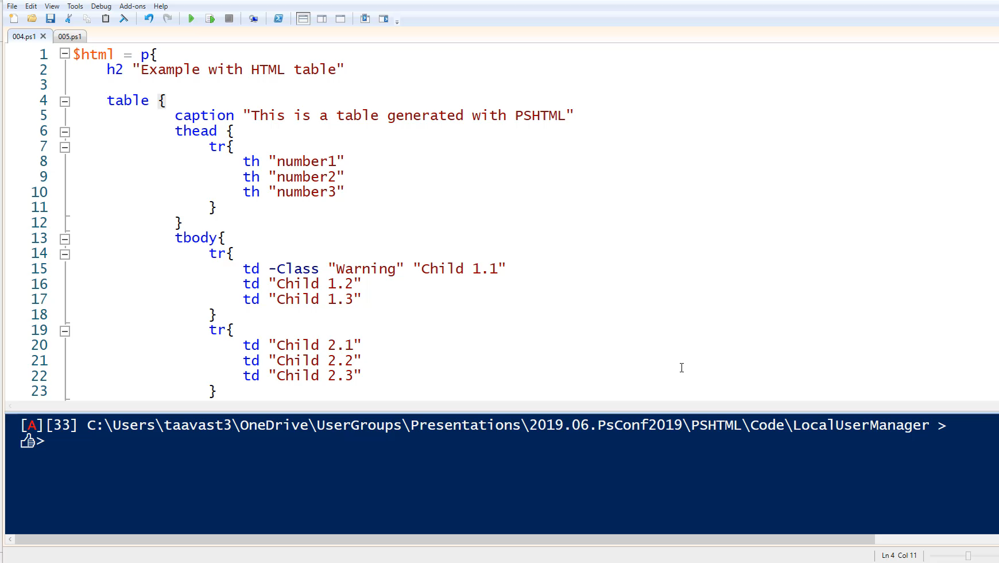 File Edit View Tools Debug Add-ons Help
004.ps1 005.ps1
1 $html = p{
2 h2 "Example with HTML table"
3
4 table {
5 caption "This is a table generated with PSHTML"
6 thead {
7 tr{
8 th "number1"
9 th "number2"
10 th "number3"
11 }
12 }
13 tbody{
14 tr{
15 td -Class "Warning" "Child 1.1"
16 td "Child 1.2"
17 td "Child 1.3"
18 }
19 tr{
20 td "Child 2.1"
21 td "Child 2.2"
22 td "Child 2.3"
23 }
[A][33] C:\Users\taavast3\OneDrive\UserGroups\Presentations\2019.06.PsConf2019\PSHTML\Code\LocalUserManager >
👍>
Ln 4 Col 11